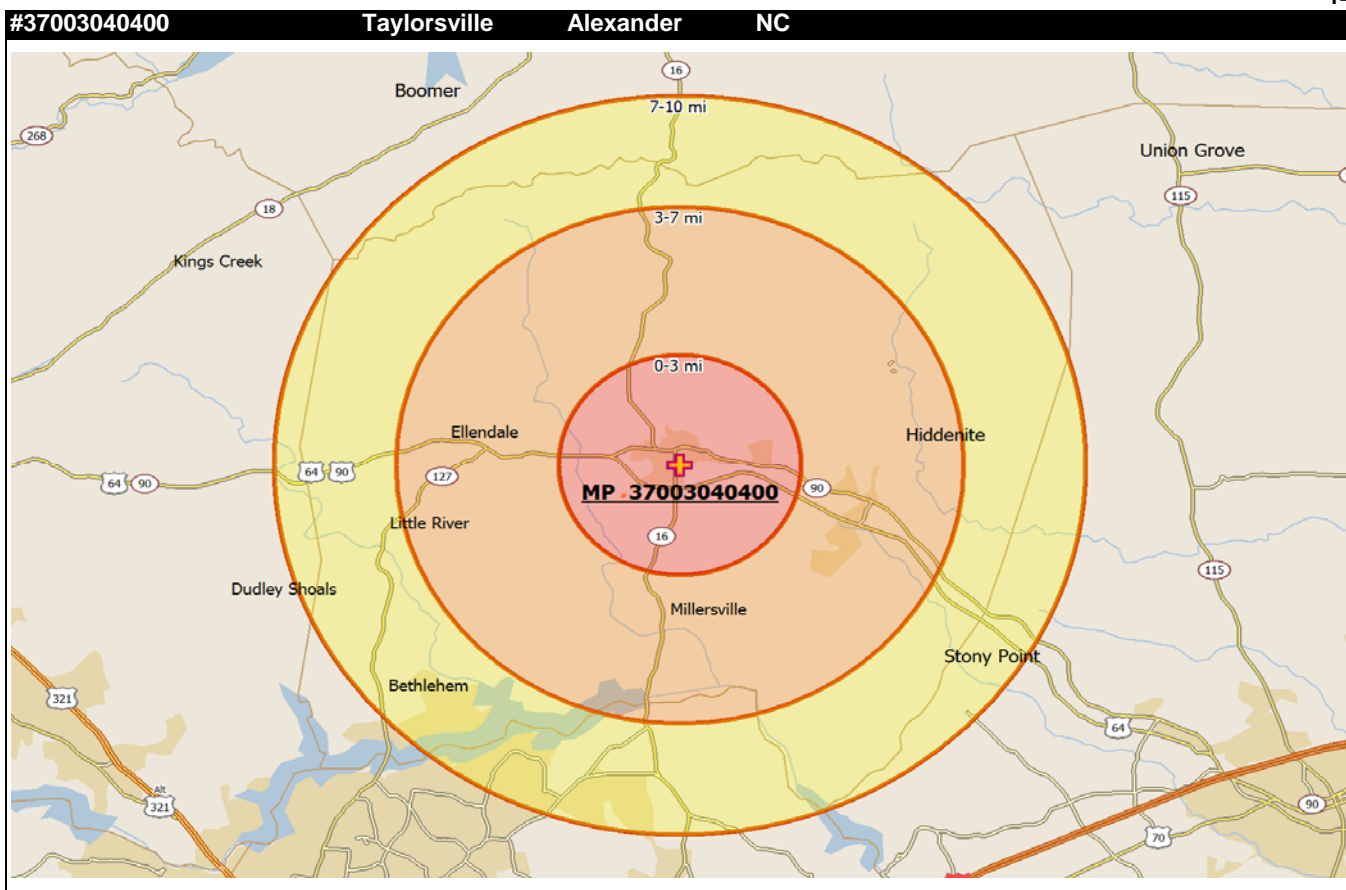 #37003040400 Taylorsville Alexander NC
16
Boomer
7-10 mi
268
Union Grove
115
18
3-7 mi
Kings Creek
0-3 mi
Ellendale
Hiddenite
64 90
64 90
127
90
MP 37003040400
Little River
16
115
Dudley Shoals
Millersville
Stony Point
Bethlehem
321
64
Alt
321
90
70